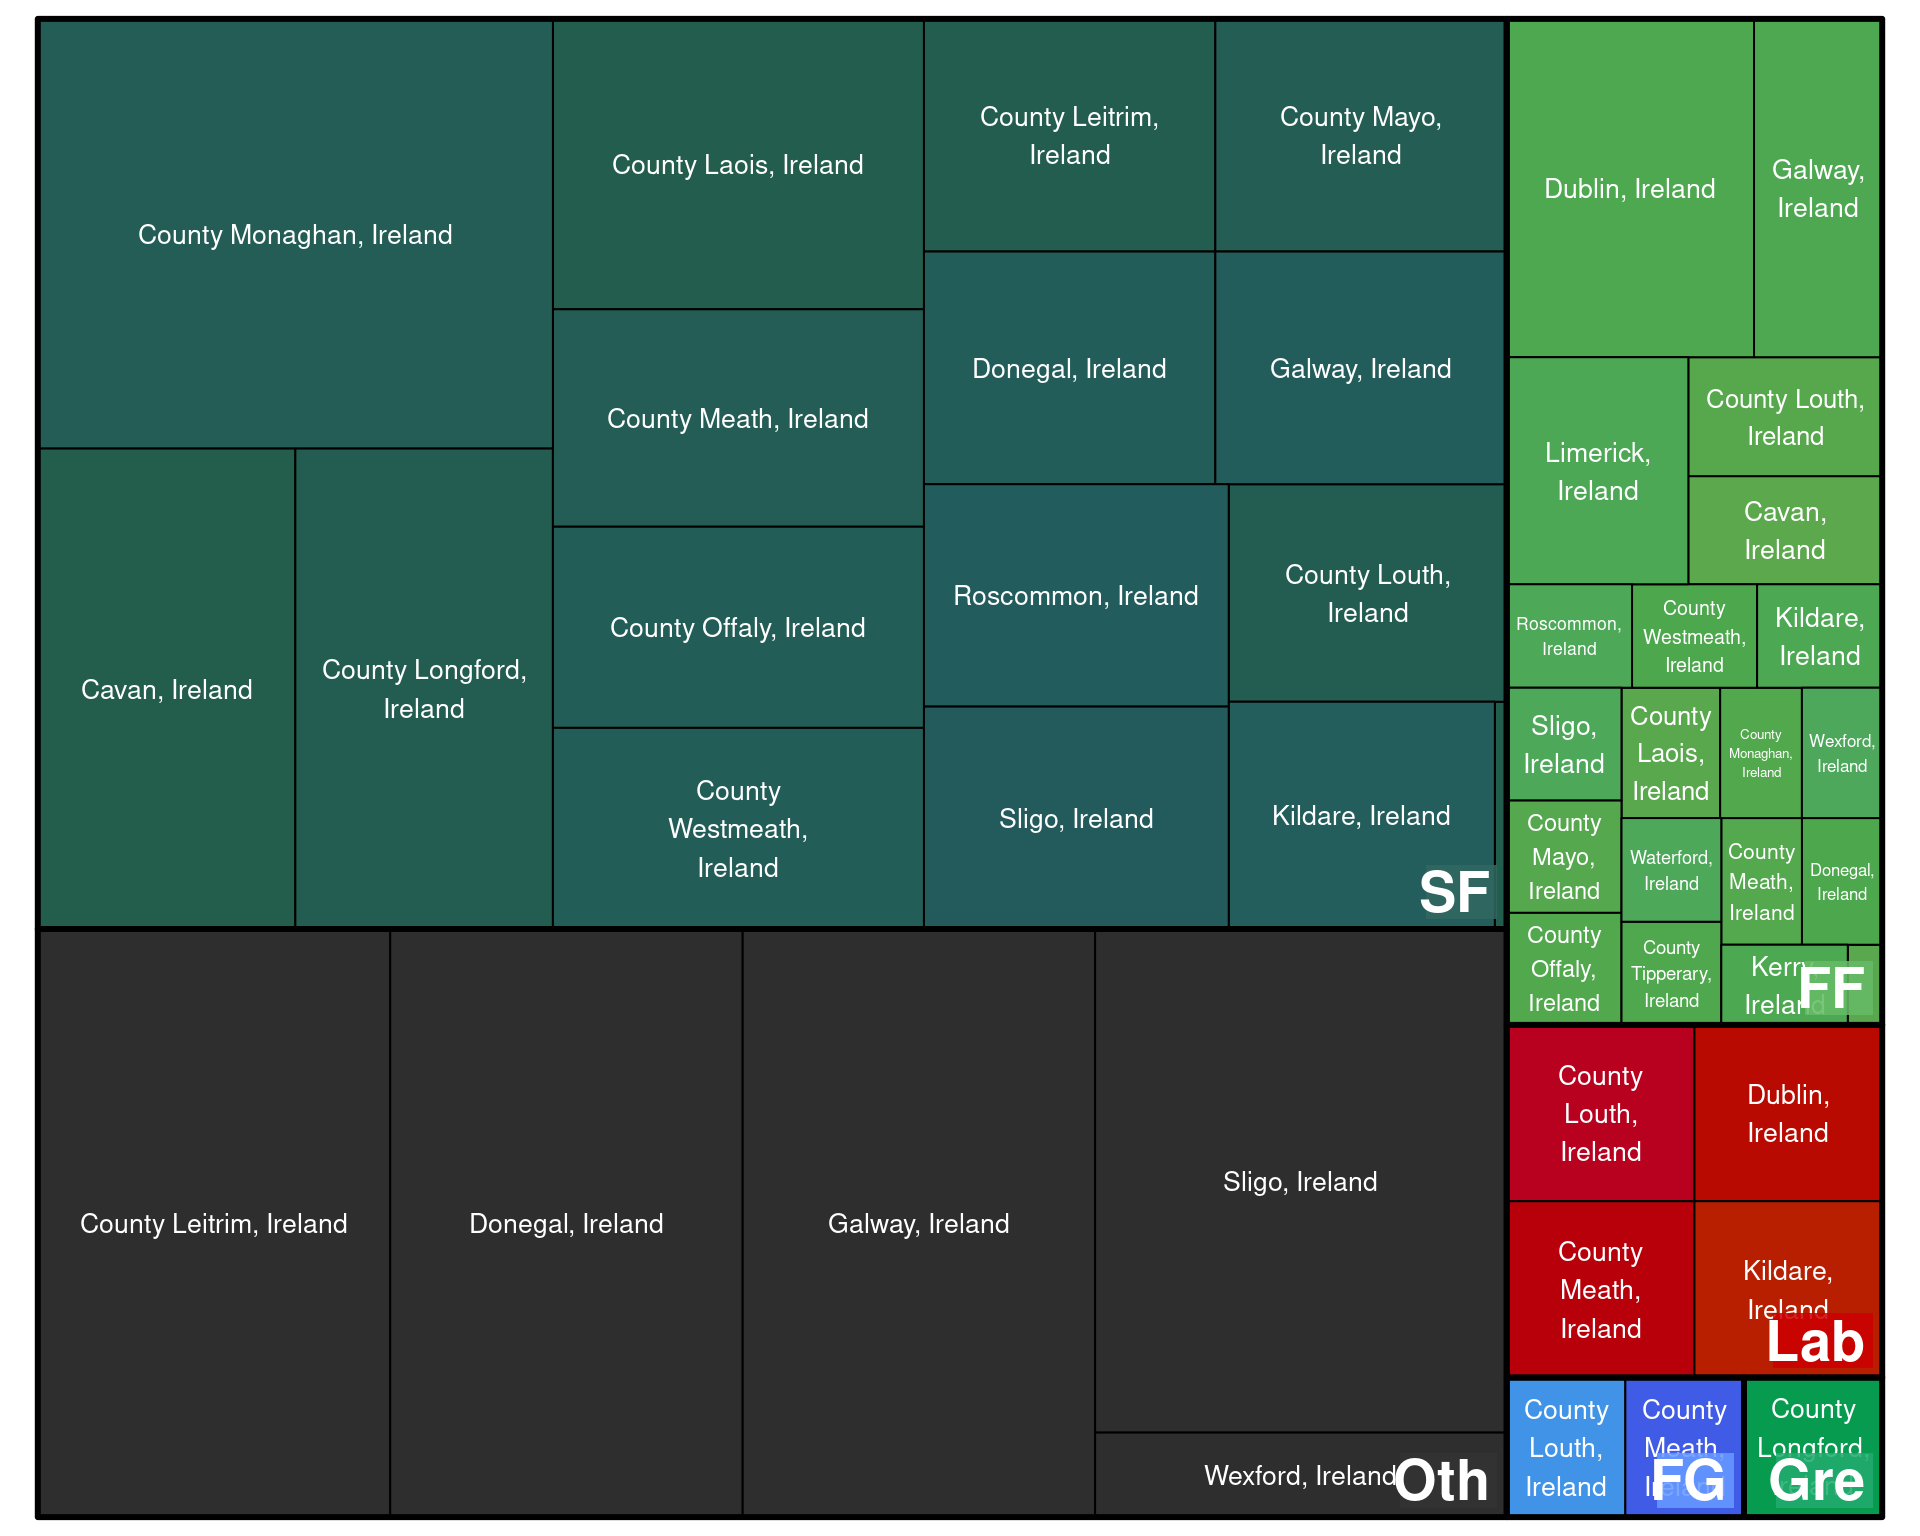 County Monaghan, Ireland
Cavan, Ireland
County Longford,
Ireland
County Laois, Ireland
County Meath, Ireland
County Offaly, Ireland
County
Westmeath,
Ireland
County Leitrim,
Ireland
County Mayo,
Ireland
Donegal, Ireland
Galway, Ireland
Roscommon, Ireland
County Louth,
Ireland
Sligo, Ireland
Kildare, Ireland
SF
County Leitrim, Ireland
Donegal, Ireland
Galway, Ireland
Sligo, Ireland
Wexford, Ireland
Oth
Dublin, Ireland
Galway,
Ireland
Limerick,
Ireland
County Louth,
Ireland
Cavan,
Ireland
Roscommon,
Ireland
County
Westmeath,
Ireland
Kildare,
Ireland
Sligo,
Ireland
County
Laois,
Ireland
County
Monaghan,
Ireland
Wexford,
Ireland
County
Mayo,
Ireland
Waterford,
Ireland
County
Meath,
Ireland
Donegal,
Ireland
County
Offaly,
Ireland
County
Tipperary,
Ireland
Kerry,
Ireland
FF
County
Louth,
Ireland
Dublin,
Ireland
County
Meath,
Ireland
Kildare,
Ireland
Lab
County
Louth,
Ireland
County
Meath,
Ireland
FG
County
Longford,
Gre